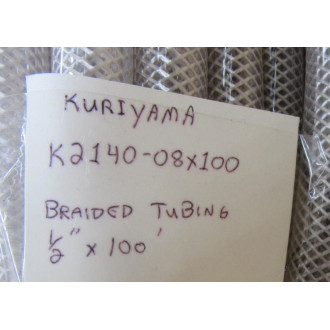 KURIYAMA
K2140-08x100
BRAIDED TUBING
1/2" x 100'